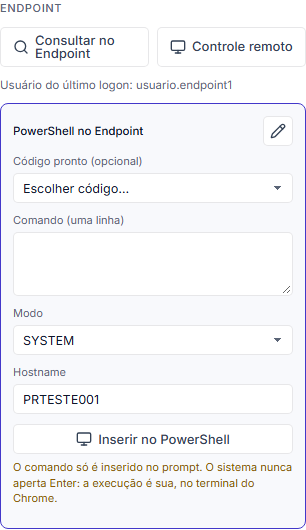 ENDPOINT
Consultar no
Endpoint
Controle remoto
Usuário do último logon: usuario.endpoint1
PowerShell no Endpoint
Código pronto (opcional)
Escolher código...
Comando (uma linha)
Modo
SYSTEM
Hostname
PRTESTE001
Inserir no PowerShell
O comando só é inserido no prompt. O sistema nunca
aperta Enter: a execução é sua, no terminal do
Chrome.